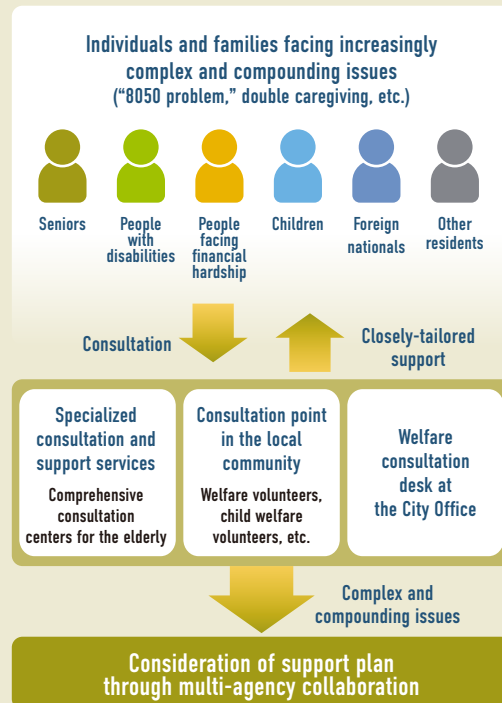 Individuals and families facing increasingly
complex and compounding issues
(“8050 problem,” double caregiving, etc.)
Seniors
People
with
disabilities
People
facing
financial
hardship
Children
Foreign
nationals
Other
residents
Consultation
Closely-tailored
support
Specialized
consultation and
support services
Comprehensive
consultation
centers for the elderly
Consultation point
in the local
community
Welfare volunteers,
child welfare
volunteers, etc.
Welfare
consultation
desk at
the City Office
Complex and
compounding issues
Consideration of support plan
through multi-agency collaboration